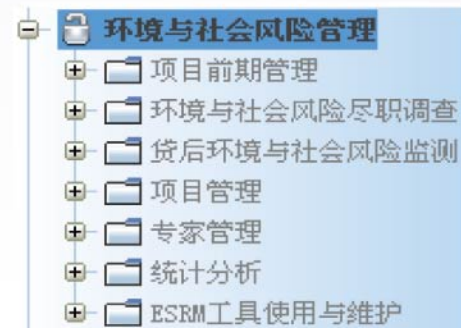 环境与社会风险管理
项目前期管理
环境与社会风险尽职调查
贷后环境与社会风险监测
项目管理
专家管理
统计分析
ESRM工具使用与维护